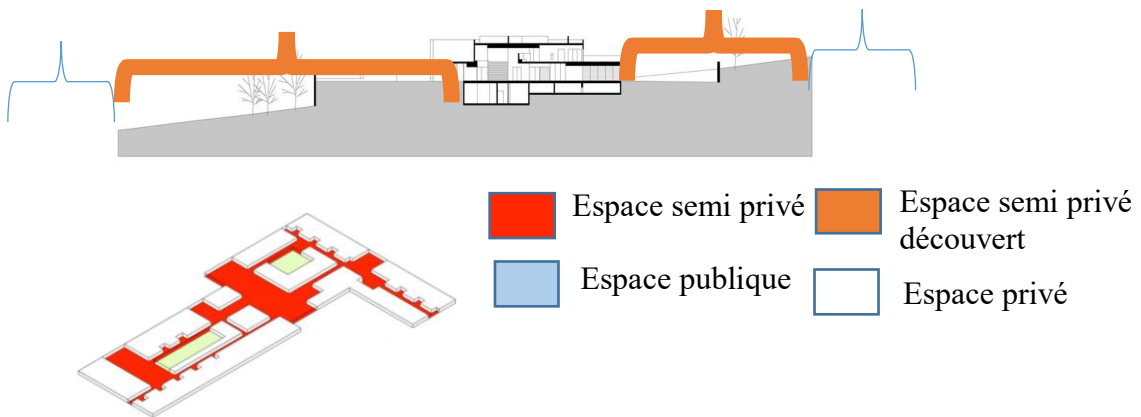 Espace semi privé
Espace semi privé
découvert
Espace publique
Espace privé